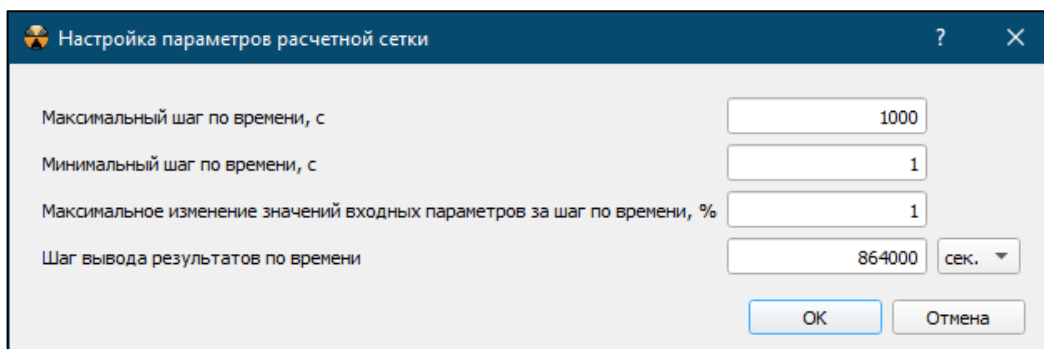 Настройка параметров расчетной сетки ?
Максимальный шаг по времени, с 1000
Минимальный шаг по времени, с 1
Максимальное изменение значений входных параметров за шаг по времени, % 1
Шаг вывода результатов по времени 864000 сек.
OK Отмена